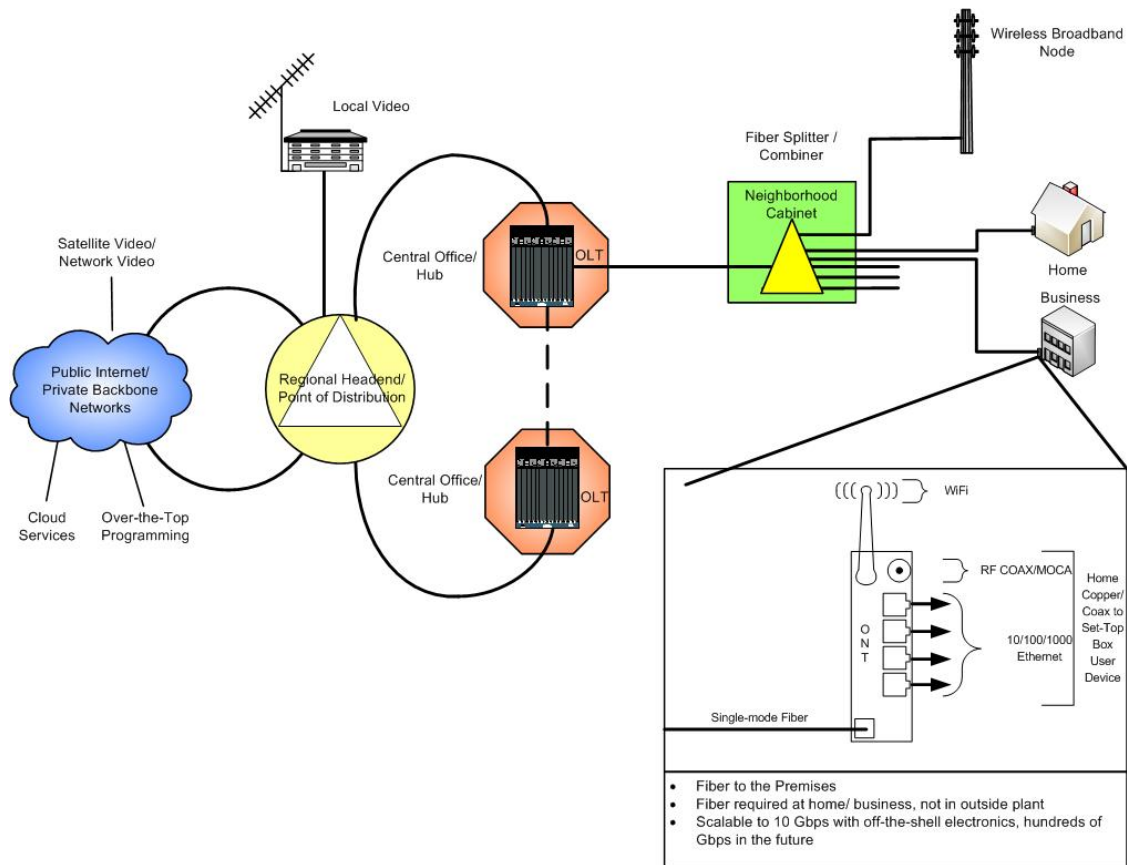 Wireless Broadband
Node
Local Video
Fiber Splitter /
Combiner
Neighborhood
Cabinet
Satellite Video/
Network Video
Central Office/
Hub
OLT
Home
Business
Public Internet/
Private Backbone
Networks
Regional Headend/
Point of Distribution
Central Office/
Hub
OLT
Cloud
Services
Over-the-Top
Programming
WiFi
RF COAX/MOCA
Home
Copper/
Coax to
Set-Top
Box
User
Device
O
N
T
10/100/1000
Ethernet
Single-mode Fiber
• Fiber to the Premises
• Fiber required at home/ business, not in outside plant
• Scalable to 10 Gbps with off-the-shell electronics, hundreds of
Gbps in the future